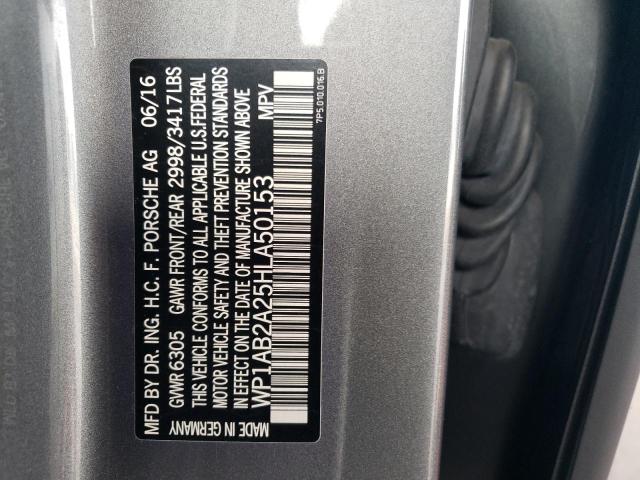 MFD BY DR. ING. H.C. F. PORSCHE AG 06/16
GVWR 6305 GAWR FRONT/REAR 2998/3417 LBS
THIS VEHICLE CONFORMS TO ALL APPLICABLE U.S.FEDERAL
MOTOR VEHICLE SAFETY AND THEFT PREVENTION STANDARDS
IN EFFECT ON THE DATE OF MANUFACTURE SHOWN ABOVE
WP1AB2A25HLA50153 MPV
MADE IN GERMANY
7P5.010.016.B